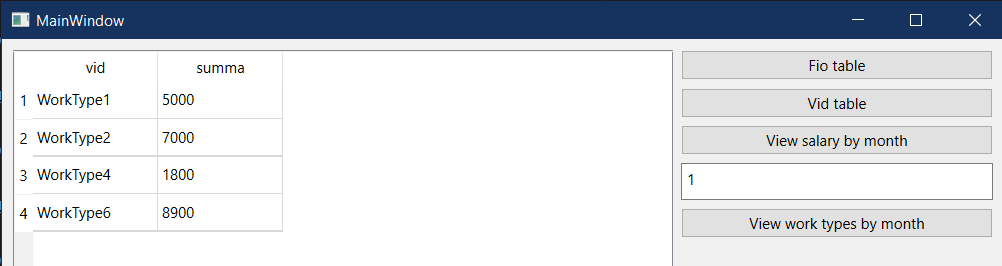 MainWindow
vid summa
1 WorkType1 5000
2 WorkType2 7000
3 WorkType4 1800
4 WorkType6 8900
Fio table
Vid table
View salary by month
1
View work types by month